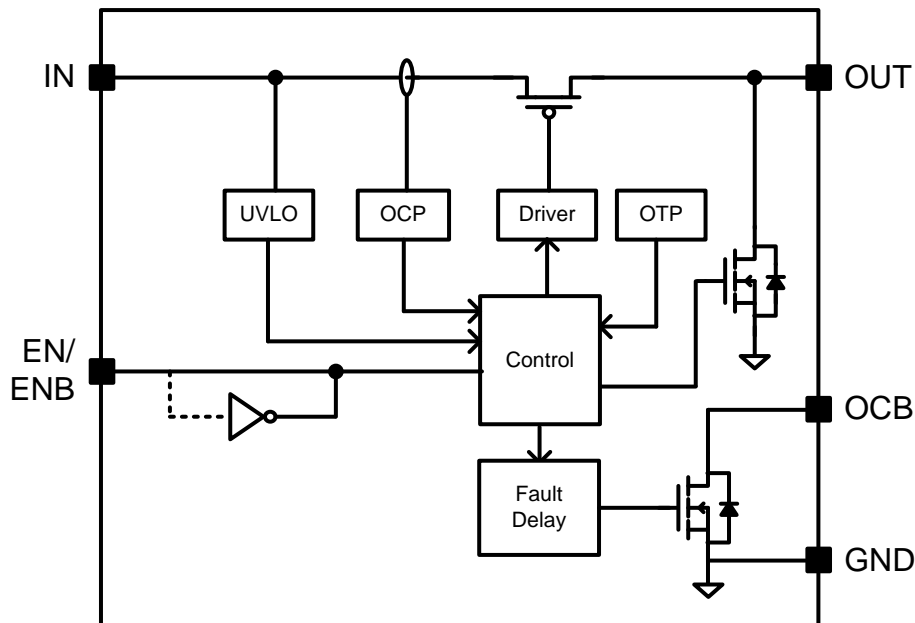 IN
OUT
UVLO
OCP
Driver
OTP
EN/
ENB
Control
OCB
Fault
Delay
GND